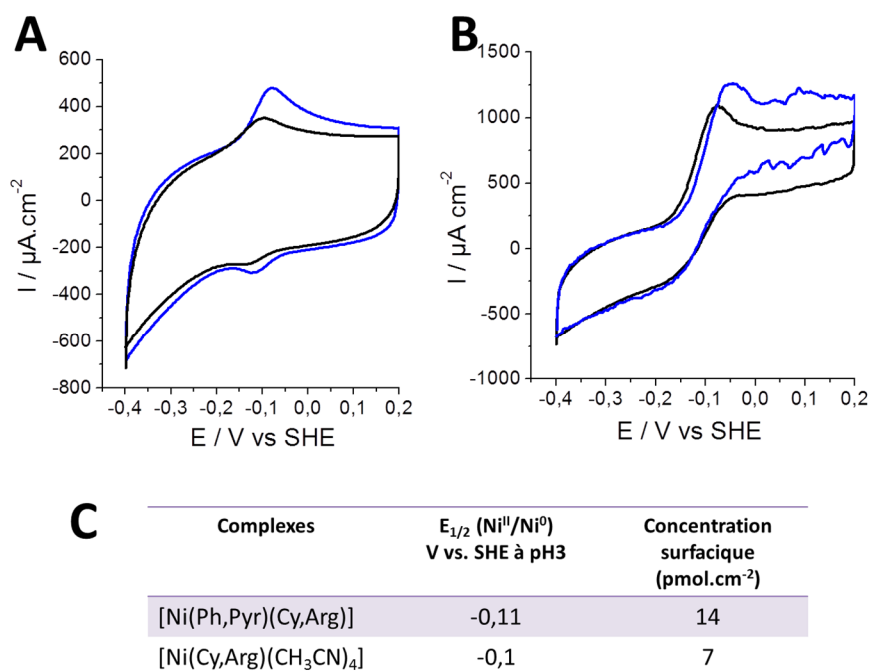 A
600
400
200
0
-200
-400
-600
-800
I / µA.cm-2
-0,4 -0,3 -0,2 -0,1 0,0 0,1 0,2
E / V vs SHE
B
1500
1000
500
0
-500
-1000
I / µA cm-2
-0,4 -0,3 -0,2 -0,1 0,0 0,1 0,2
E / V vs SHE
C
Complexes E1/2 (NiII/Ni0) Concentration
V vs. SHE à pH3 surfacique
(pmol.cm-2)
[Ni(Ph,Pyr)(Cy,Arg)] -0,11 14
[Ni(Cy,Arg)(CH3CN)4] -0,1 7